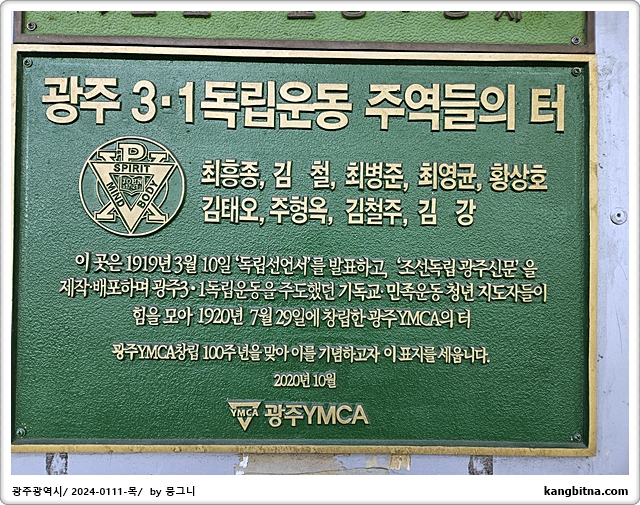 광주 3·1독립운동 주역들의 터
SPIRIT
MIND
BODY
최흥종, 김 철, 최병준, 최영균, 황상호
김태오, 주형옥, 김철주, 김 강
이 곳은 1919년 3월 10일 '독립선언서'를 발표하고, '조선독립 광주신문' 을
제작·배포하며 광주3·1독립운동을 주도했던 기독교·민족운동 청년 지도자들이
힘을 모아 1920년 7월 29일에 창립한 광주YMCA의 터
광주YMCA창립 100주년을 맞아 이를 기념하고자 이 표지를 세웁니다.
2020년 10월
YMCA 광주YMCA
광주광역시/ 2024-0111-목/ by 뭉그니
kangbitna.com